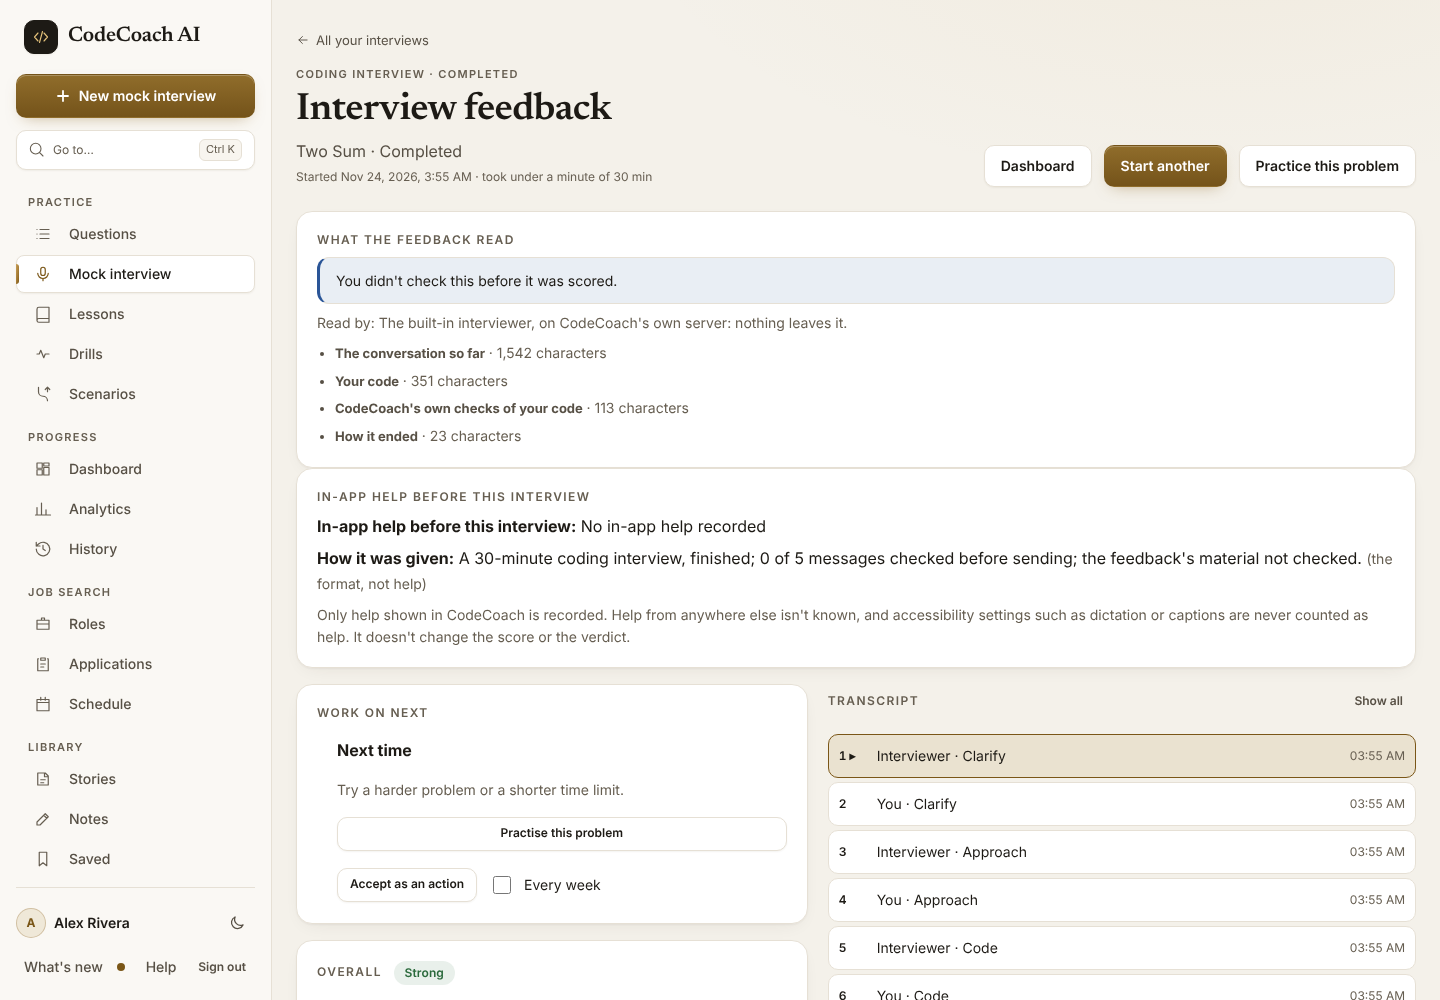 CodeCoach AI
New mock interview
Go to...
Ctrl K
PRACTICE
Questions
Mock interview
Lessons
Drills
Scenarios
PROGRESS
Dashboard
Analytics
History
JOB SEARCH
Roles
Applications
Schedule
LIBRARY
Stories
Notes
Saved
A
Alex Rivera
What's new
Help
Sign out
← All your interviews
CODING INTERVIEW · COMPLETED
Interview feedback
Two Sum · Completed
Started Nov 24, 2026, 3:55 AM · took under a minute of 30 min
Dashboard
Start another
Practice this problem
WHAT THE FEEDBACK READ
You didn't check this before it was scored.
Read by: The built-in interviewer, on CodeCoach's own server: nothing leaves it.
• The conversation so far · 1,542 characters
• Your code · 351 characters
• CodeCoach's own checks of your code · 113 characters
• How it ended · 23 characters
IN-APP HELP BEFORE THIS INTERVIEW
In-app help before this interview: No in-app help recorded
How it was given: A 30-minute coding interview, finished; 0 of 5 messages checked before sending; the feedback's material not checked. (the
format, not help)
Only help shown in CodeCoach is recorded. Help from anywhere else isn't known, and accessibility settings such as dictation or captions are never counted as
help. It doesn't change the score or the verdict.
WORK ON NEXT
Next time
Try a harder problem or a shorter time limit.
Practise this problem
Accept as an action
Every week
OVERALL
Strong
TRANSCRIPT
Show all
1 ▸ Interviewer · Clarify 03:55 AM
2 You · Clarify 03:55 AM
3 Interviewer · Approach 03:55 AM
4 You · Approach 03:55 AM
5 Interviewer · Code 03:55 AM
6 You · Code 03:55 AM